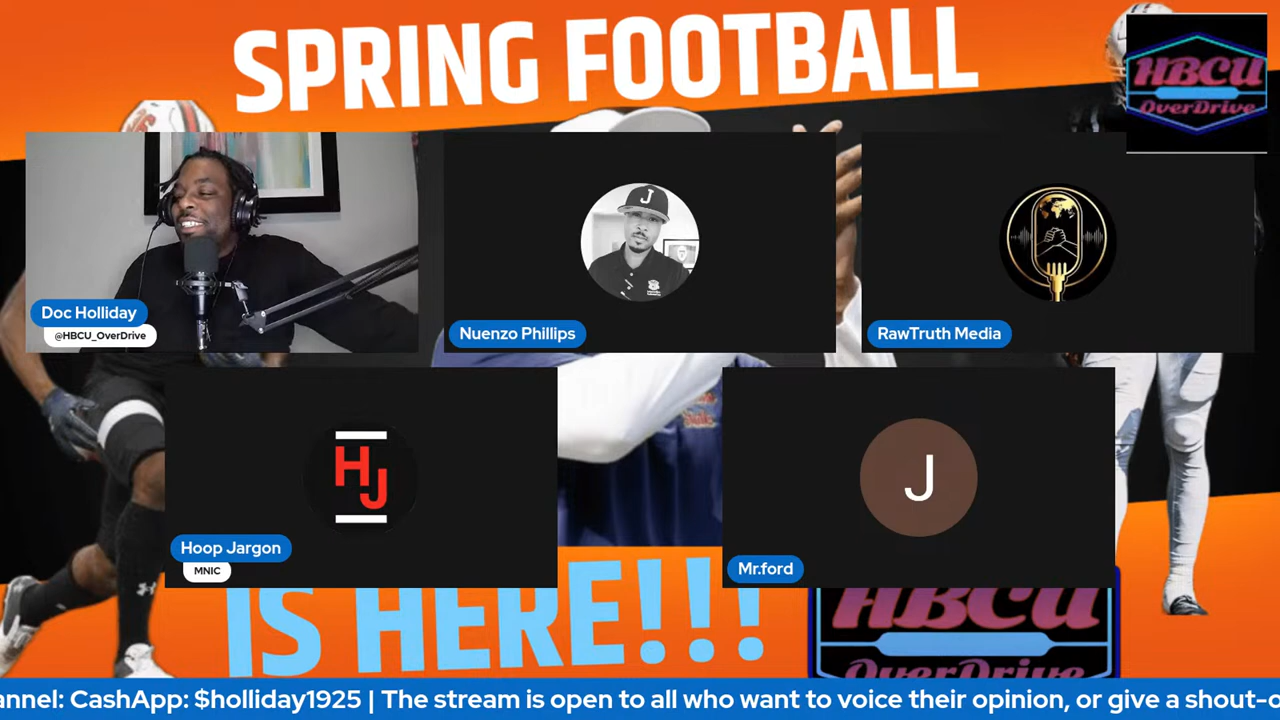 SPRING FOOTBALL
HBCU
OverDrive
J
Doc Holliday
@HBCU_OverDrive
Nuenzo Phillips
RawTruth Media
HJ
Hoop Jargon
MNIC
J
Mr.ford
IS HERE!!!
HBCU
OverDrive
annel: CashApp: $holliday1925 | The stream is open to all who want to voice their opinion, or give a shout-o